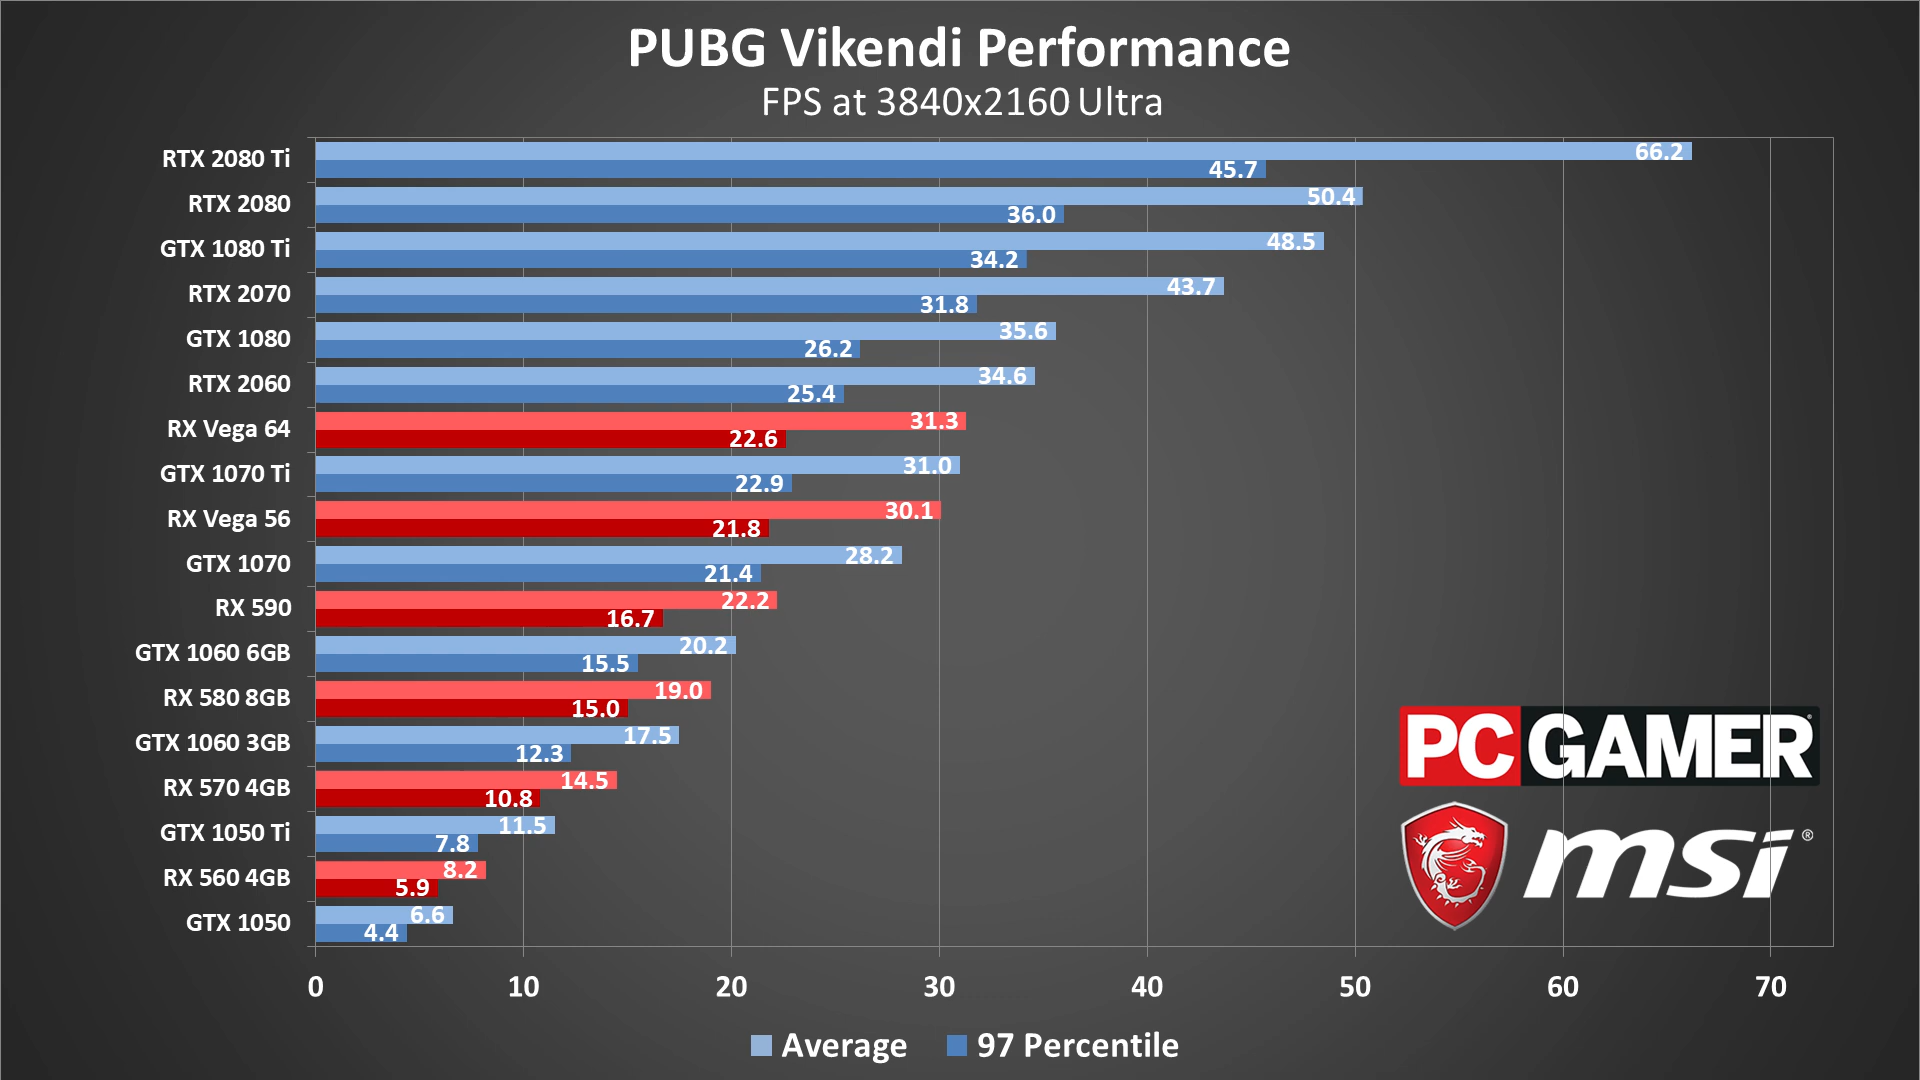 PUBG Vikendi Performance
FPS at 3840x2160 Ultra
RTX 2080 Ti 66.2
45.7
RTX 2080 50.4
36.0
GTX 1080 Ti 48.5
34.2
RTX 2070 43.7
31.8
GTX 1080 35.6
26.2
RTX 2060 34.6
25.4
RX Vega 64 31.3
22.6
GTX 1070 Ti 31.0
22.9
RX Vega 56 30.1
21.8
GTX 1070 28.2
21.4
RX 590 22.2
16.7
GTX 1060 6GB 20.2
15.5
RX 580 8GB 19.0
15.0
GTX 1060 3GB 17.5
12.3
RX 570 4GB 14.5
10.8
GTX 1050 Ti 11.5
7.8
RX 560 4GB 8.2
5.9
GTX 1050 6.6
4.4
PC GAMER
msi ®
0 10 20 30 40 50 60 70
Average 97 Percentile